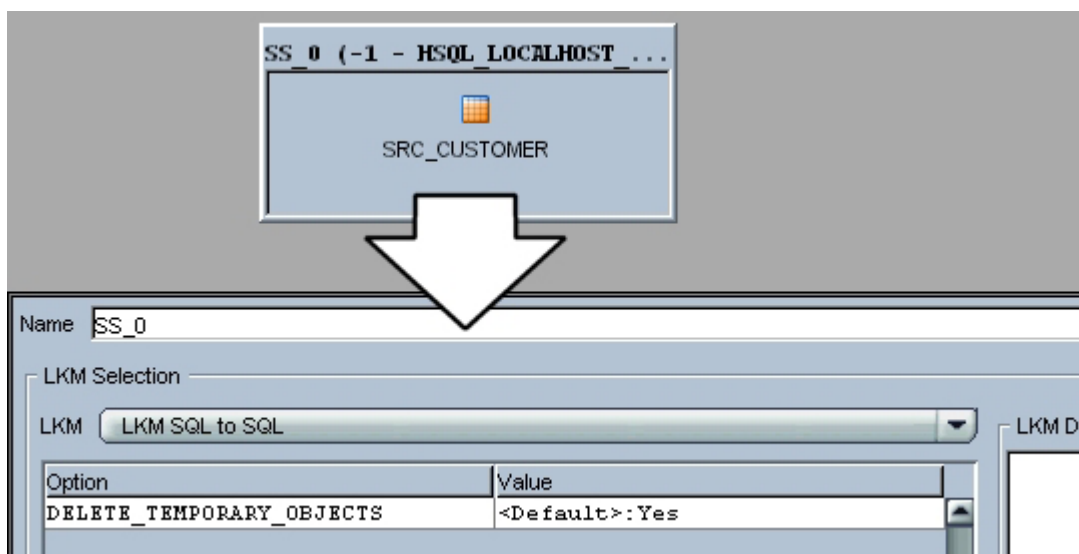 SS_0 (-1 - HSQL_LOCALHOST_...
SRC_CUSTOMER
Name SS_0
LKM Selection
LKM LKM SQL to SQL LKM D
Option Value
DELETE_TEMPORARY_OBJECTS <Default>:Yes